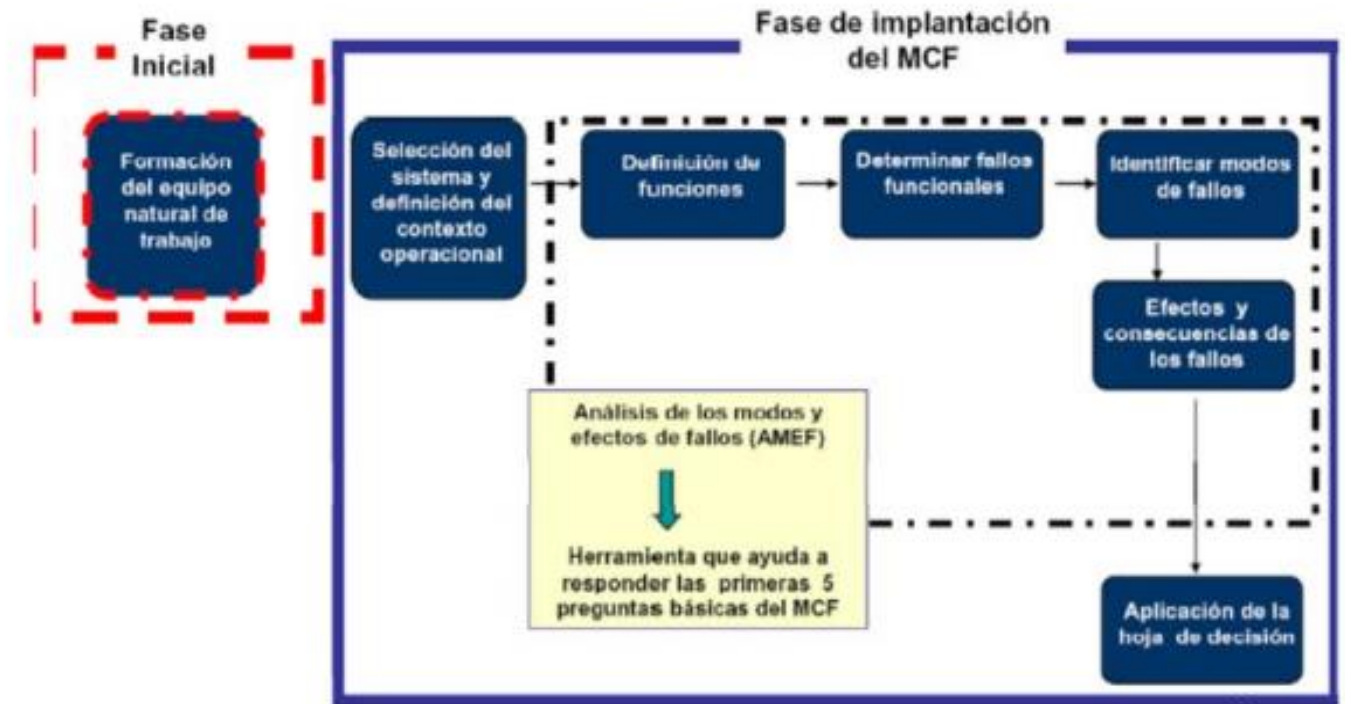 Fase
Inicial
Formación
del equipo
natural de
trabajo
Fase de implantación
del MCF
Selección del
sistema y
definición del
contexto
operacional
Definición de
funciones
Determinar fallos
funcionales
Identificar modos
de fallos
Efectos y
consecuencias de
los fallos
Análisis de los modos y
efectos de fallos (AMEF)
Herramienta que ayuda a
responder las primeras 5
preguntas básicas del MCF
Aplicación de la
hoja de decisión